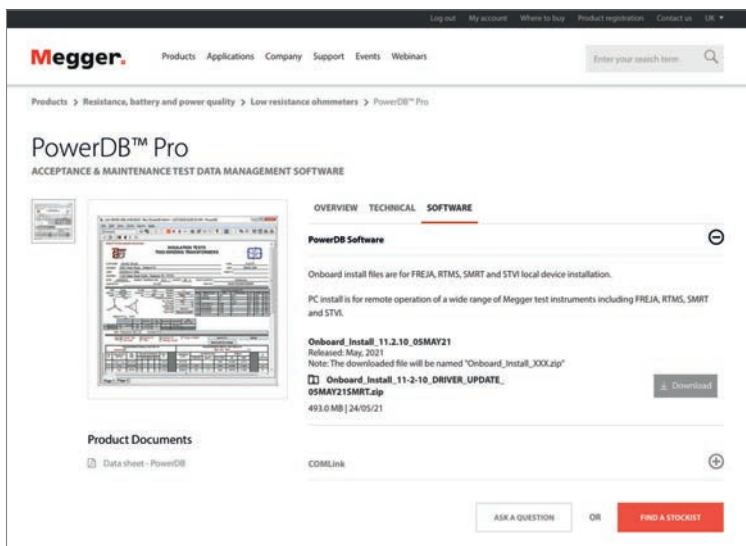 Log out My account Where to buy Product registration Contact us UK
Megger.
Products Applications Company Support Events Webinars
Enter your search term
Products > Resistance, battery and power quality > Low resistance ohmmeters > PowerDB™ Pro
PowerDB™ Pro
ACCEPTANCE & MAINTENANCE TEST DATA MANAGEMENT SOFTWARE
OVERVIEW TECHNICAL SOFTWARE
INSULATION TESTS
TWO-WINDING TRANSFORMERS
PowerDB Software
Onboard install files are for FREJA, RTMS, SMRT and STVI local device
installation.
PC install is for remote operation of a wide range of Megger test instruments including FREJA, RTMS, SMRT
and STVI.
Onboard_Install_11.2.10_05MAY21
Released: May, 2021
Note: The downloaded file will be named "Onboard_Install_XXX.zip"
Onboard_Install_11-2-10_DRIVER_UPDATE_
05MAY21SMRT.zip
Download
493.0 MB | 24/05/21
Product Documents
Data sheet - PowerDB
COMLink
ASK A QUESTION OR FIND A STOCKIST